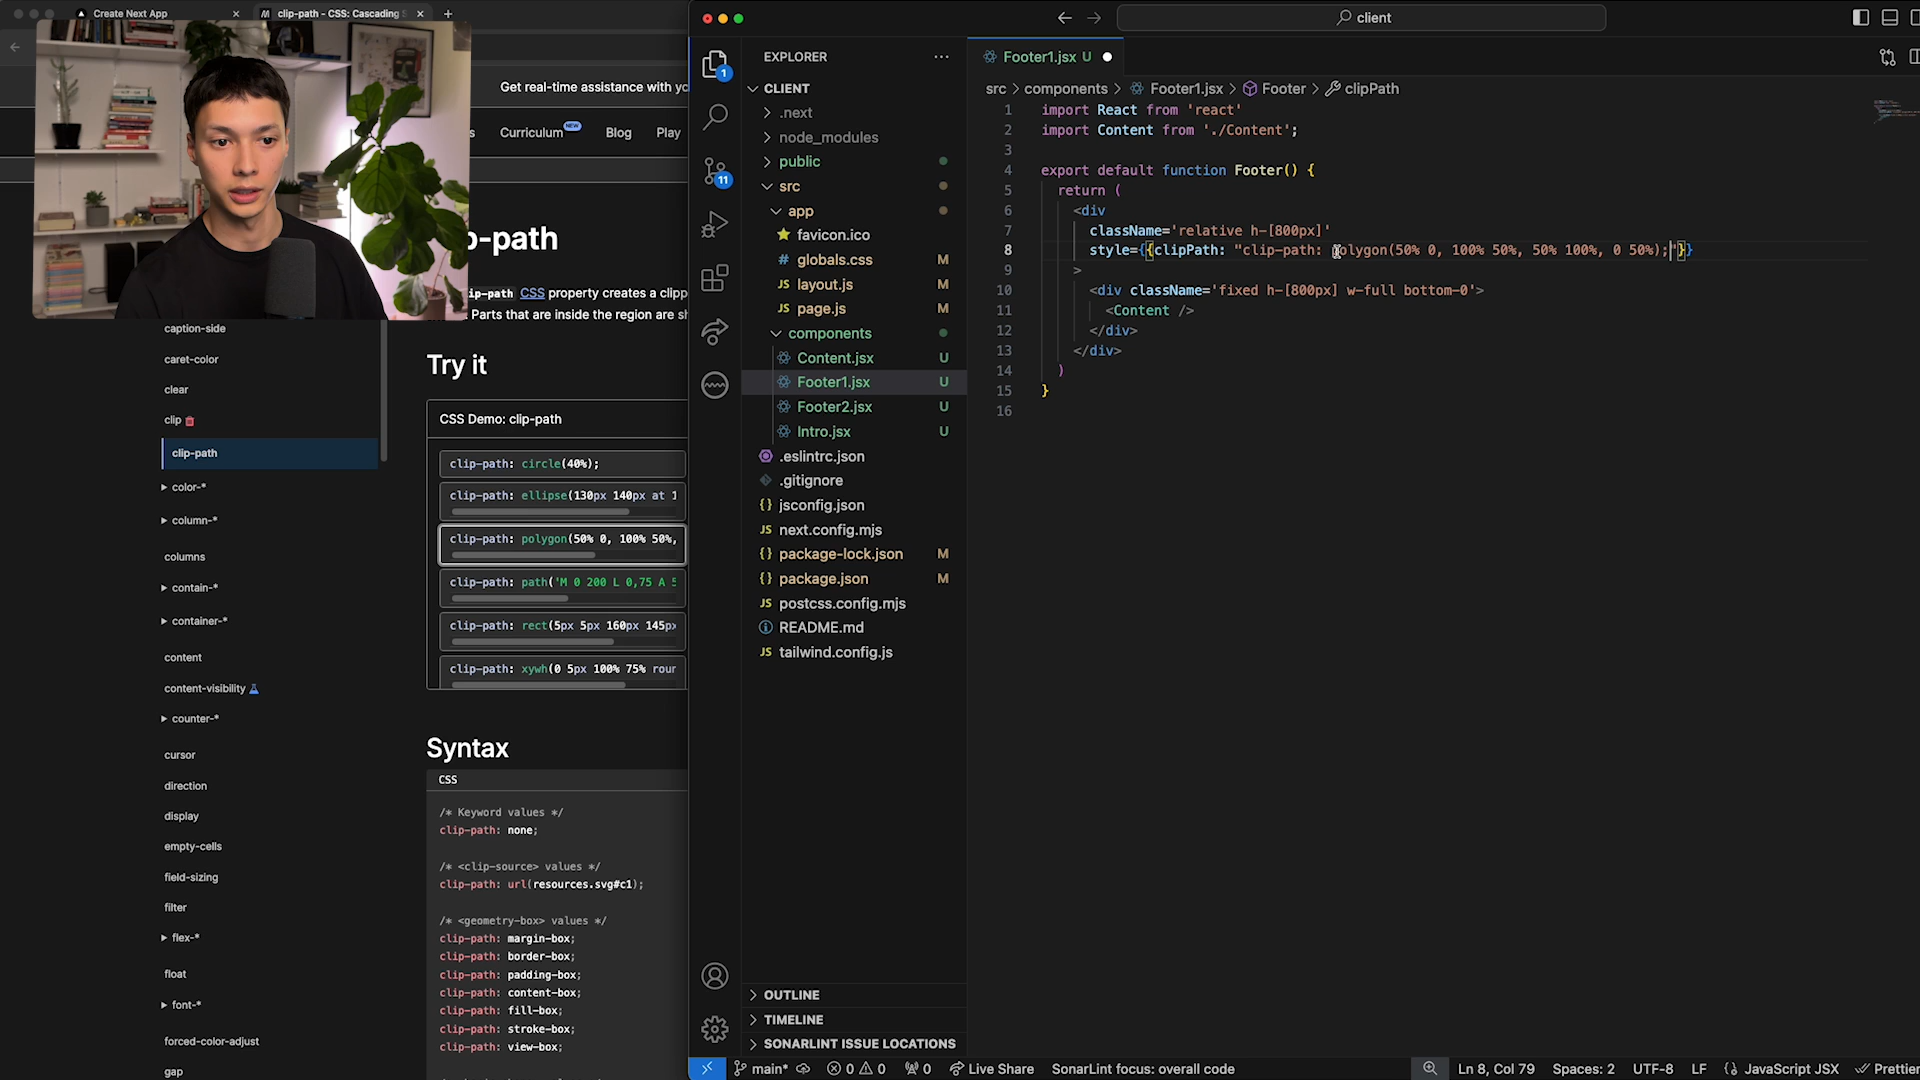 Create Next App
clip-path - CSS: Cascading
Get real-time assistance with yo
Curriculum NEW Blog Play
p-path
ip-path CSS property creates a clipp
Parts that are inside the region are sh
caption-side
caret-color
clear
clip
clip-path
color-*
column-*
columns
contain-*
container-*
content
content-visibility
counter-*
cursor
direction
display
empty-cells
field-sizing
filter
flex-*
float
font-*
forced-color-adjust
gap
Try it
CSS Demo: clip-path
clip-path: circle(40%);
clip-path: ellipse(130px 140px at 1
clip-path: polygon(50% 0, 100% 50%,
clip-path: path('M 0 200 L 0,75 A 5
clip-path: rect(5px 5px 160px 145px
clip-path: xywh(0 5px 100% 75% rour
Syntax
CSS
/* Keyword values */
clip-path: none;
/* <clip-source> values */
clip-path: url(resources.svg#c1);
/* <geometry-box> values */
clip-path: margin-box;
clip-path: border-box;
clip-path: padding-box;
clip-path: content-box;
clip-path: fill-box;
clip-path: stroke-box;
clip-path: view-box;
client
1
11
EXPLORER
CLIENT
.next
node_modules
public
src
app
favicon.ico
# globals.css M
JS layout.js M
JS page.js M
components
Content.jsx U
Footer1.jsx U
Footer2.jsx U
Intro.jsx U
.eslintrc.json
.gitignore
{} jsconfig.json
JS next.config.mjs
{} package-lock.json M
{} package.json M
JS postcss.config.mjs
README.md
JS tailwind.config.js
OUTLINE
TIMELINE
SONARLINT ISSUE LOCATIONS
Footer1.jsx U
src > components > Footer1.jsx > Footer > clipPath
1 import React from 'react'
2 import Content from './Content';
3
4 export default function Footer() {
5 return (
6 <div
7 className='relative h-[800px]'
8 style={{clipPath: "clip-path: polygon(50% 0, 100% 50%, 50% 100%, 0 50%);"}}
9 >
10 <div className='fixed h-[800px] w-full bottom-0'>
11 <Content />
12 </div>
13 </div>
14 )
15 }
16
main* 0 0 0 Live Share SonarLint focus: overall code Ln 8, Col 79 Spaces: 2 UTF-8 LF {} JavaScript JSX Prettier